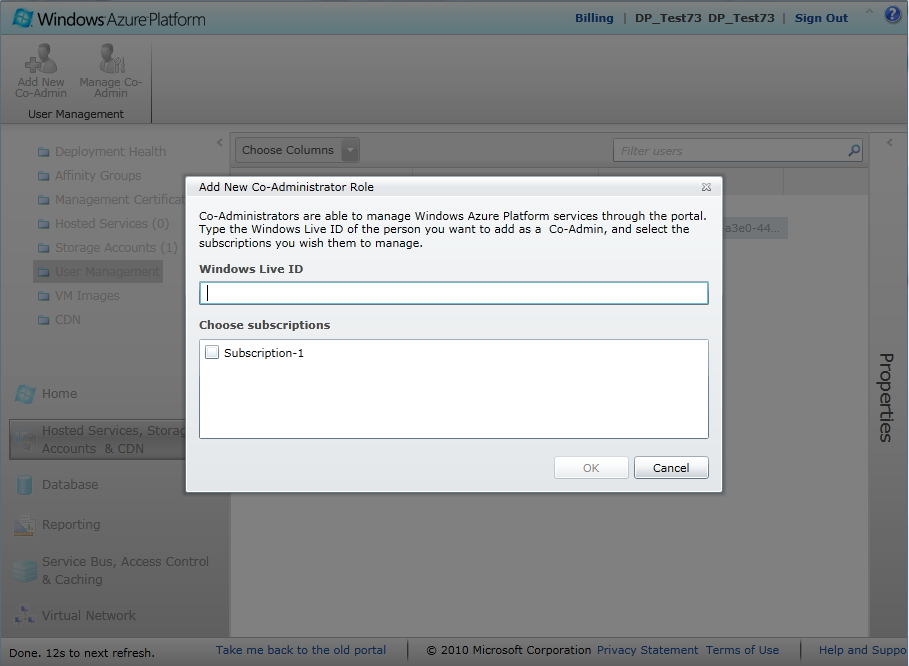 Windows Azure Platform
Billing | DP_Test73 DP_Test73 | Sign Out
Add New Co-Admin
Manage Co-Admin
User Management
Choose Columns
Filter users
Deployment Health
Affinity Groups
Management Certificat
Hosted Services (0)
Storage Accounts (1)
User Management
VM Images
CDN
a3e0-44...
Add New Co-Administrator Role
Co-Administrators are able to manage Windows Azure Platform services through the portal.
Type the Windows Live ID of the person you want to add as a Co-Admin, and select the
subscriptions you wish them to manage.
Windows Live ID
Choose subscriptions
Subscription-1
OK
Cancel
Home
Hosted Services, Storag
Accounts & CDN
Database
Reporting
Service Bus, Access Control
& Caching
Virtual Network
Properties
Done. 12s to next refresh.
Take me back to the old portal | © 2010 Microsoft Corporation Privacy Statement Terms of Use | Help and Suppo